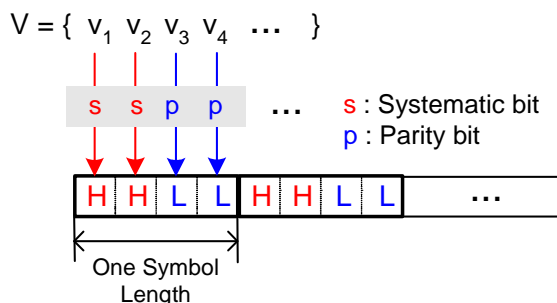 V = { v1 v2 v3 v4 ... }
s s p p ... s : Systematic bit
p : Parity bit
H H L L H H L L ...
One Symbol
Length